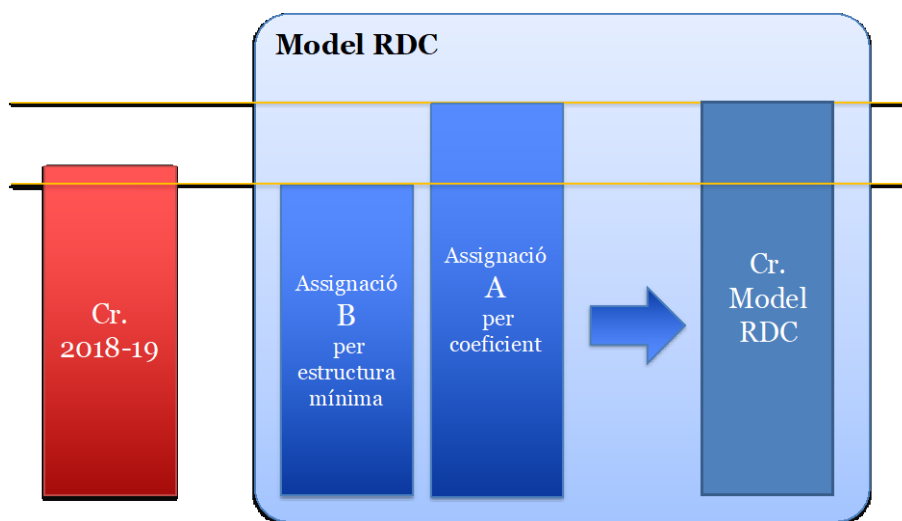 Model RDC
Cr.
2018-19
Assignació
B
per
estructura
mínima
Assignació
A
per
coeficient
Cr.
Model
RDC